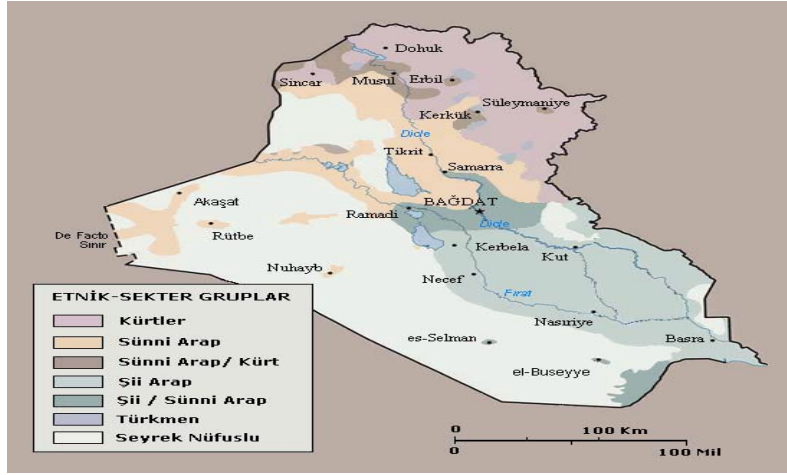 Dohuk
Sincar
Musul
Erbil
Süleymaniye
Kerkük
Dicle
Tikrit
Samarra
Akaşat
BAĞDAT
Ramadi
De Facto
Sınır
Rütbe
Dicle
Kerbela
Kut
Nuhayb
Necef
Fırat
ETNİK-SEKTER GRUPLAR
Kürtler
Sünni Arap
Sünni Arap/ Kürt
Şii Arap
Şii / Sünni Arap
Türkmen
Seyrek Nüfuslu
Nasıriye
es-Selman
Basra
el-Buseyye
0 100 Km
0 100 Mil